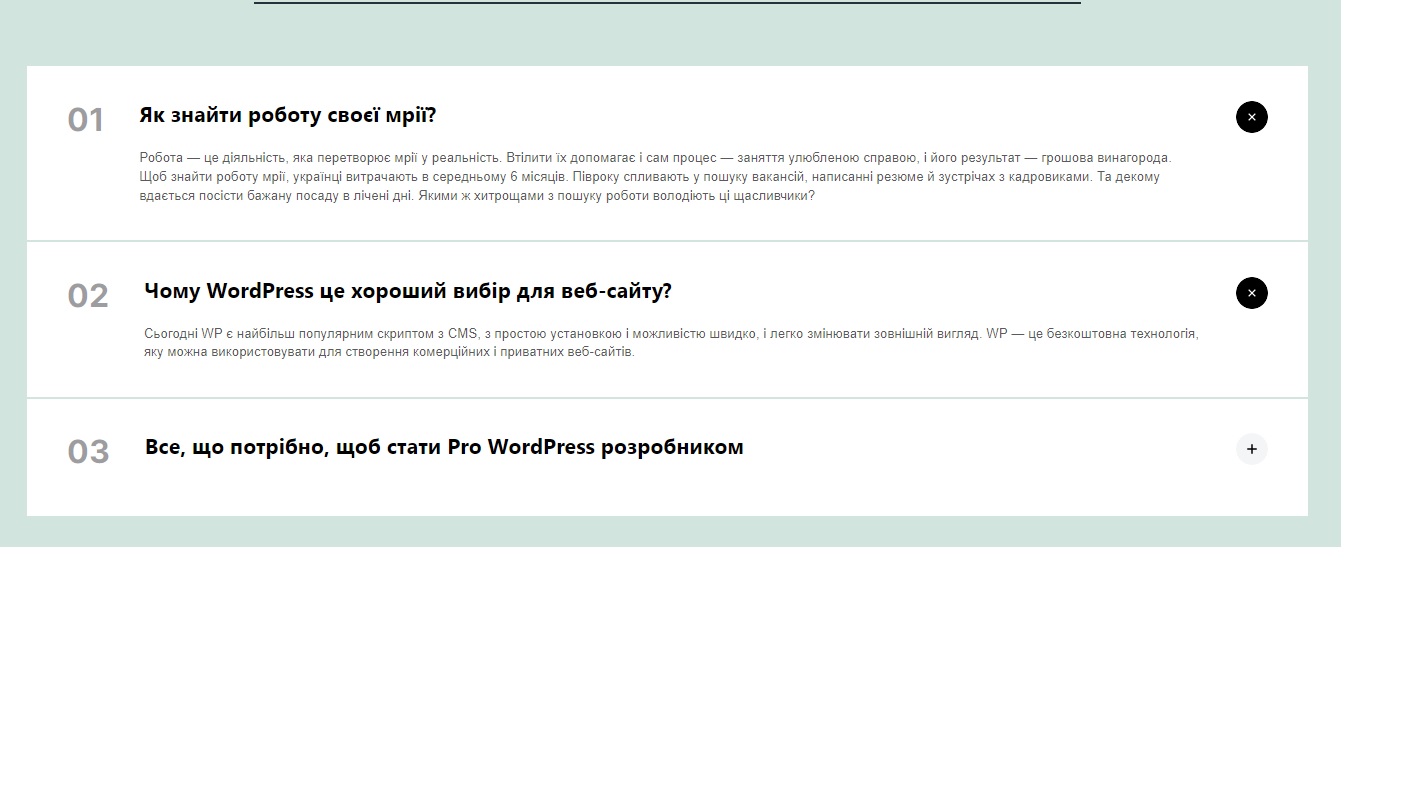 01 Як знайти роботу своєї мрії?
Робота — це діяльність, яка перетворює мрії у реальність. Втілити їх допомагає і сам процес — заняття улюбленою справою, і його результат — грошова винагорода.
Щоб знайти роботу мрії, українці витрачають в середньому 6 місяців. Півроку спливають у пошуку вакансій, написанні резюме й зустрічах з кадровиками. Та декому
вдається посісти бажану посаду в лічені дні. Якими ж хитрощами з пошуку роботи володіють ці щасливчики?
02 Чому WordPress це хороший вибір для веб-сайту?
Сьогодні WP є найбільш популярним скриптом з CMS, з простою установкою і можливістю швидко, і легко змінювати зовнішній вигляд. WP — це безкоштовна технологія,
яку можна використовувати для створення комерційних і приватних веб-сайтів.
03 Все, що потрібно, щоб стати Pro WordPress розробником